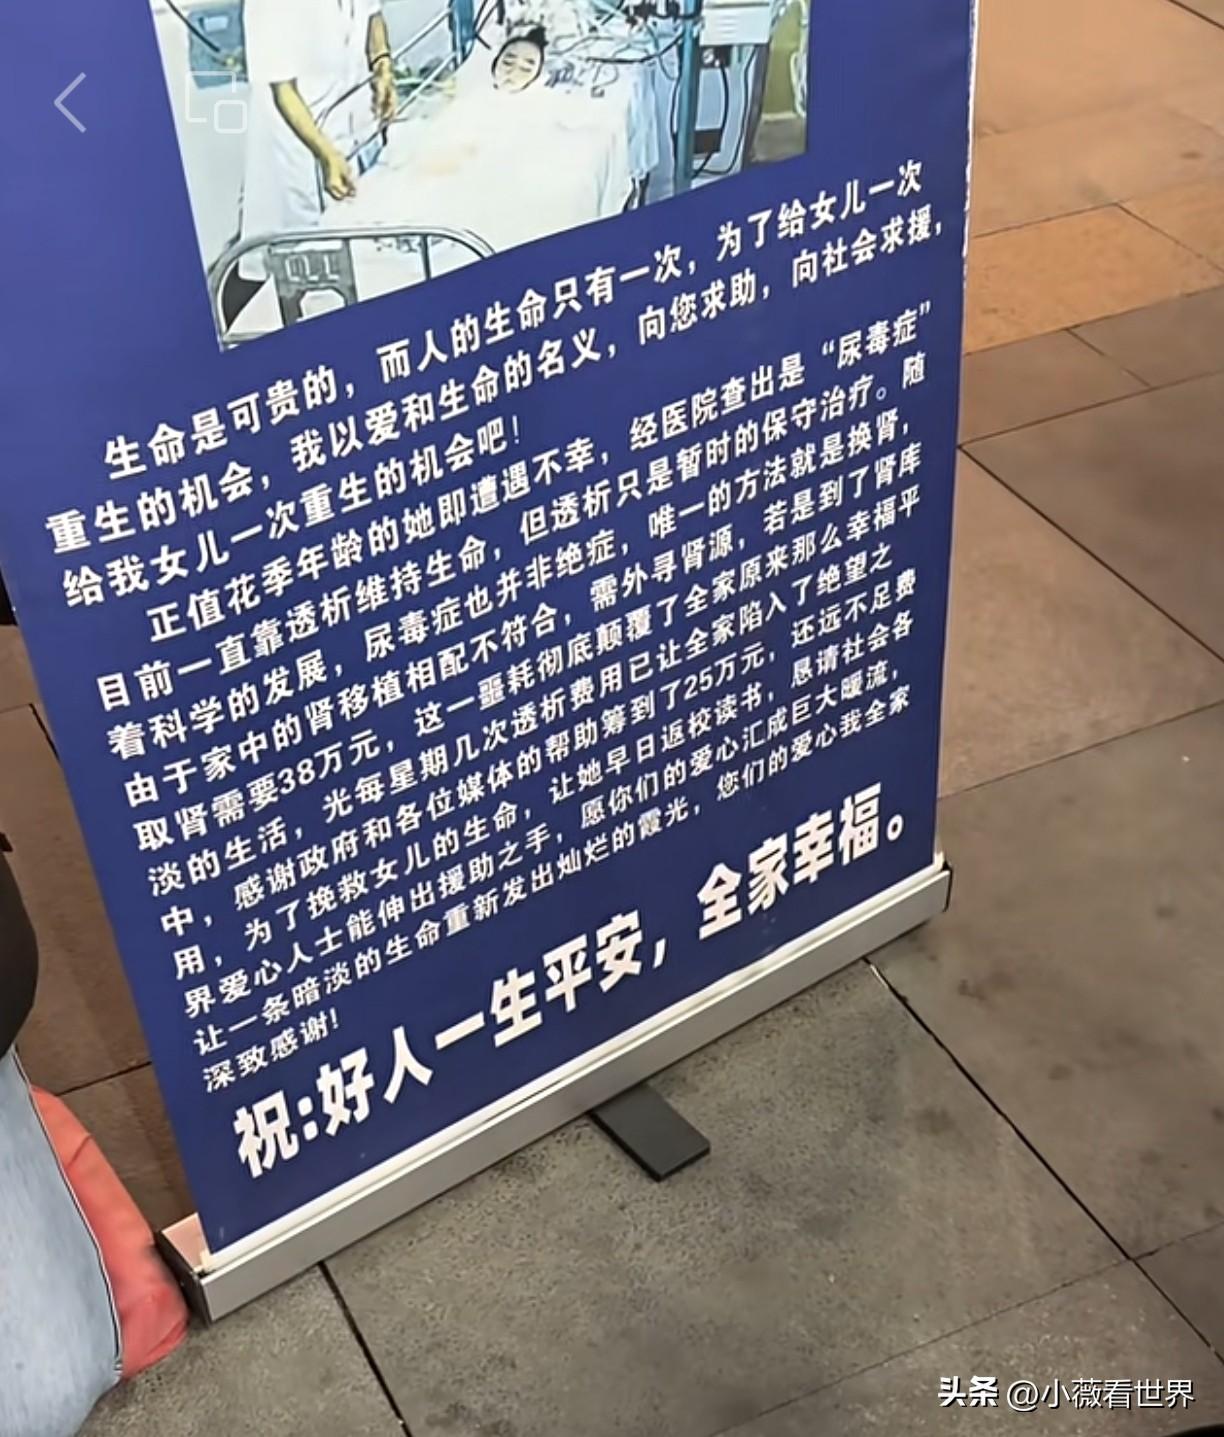 生命是可贵的，而人的生命只有一次，为了给女儿一次
重生的机会，我以爱和生命的名义，向您求助，向社会求援，
给我女儿一次重生的机会吧！
正值花季年龄的她即遭遇不幸，经医院查出是“尿毒症”
目前一直靠透析维持生命，但透析只是暂时的保守治疗。随
着科学的发展，尿毒症也并非绝症，唯一的方法就是换肾，
由于家中的肾移植相配不符合，需外寻肾源，若是到了肾库
取肾需要38万元，这一噩耗彻底颠覆了全家原来那么幸福平
淡的生活，光每星期几次透析费用已让全家陷入了绝望之
中，感谢政府和各位媒体的帮助筹到了25万元，还远不足费
用，为了挽救女儿的生命，让她早日返校读书，恳请社会各
界爱心人士能伸出援助之手，愿你们的爱心汇成巨大暖流，
让一条暗淡的生命重新发出灿烂的霞光，您们的爱心我全家
深致感谢！
祝：好人一生平安，全家幸福。
头条 @小薇看世界